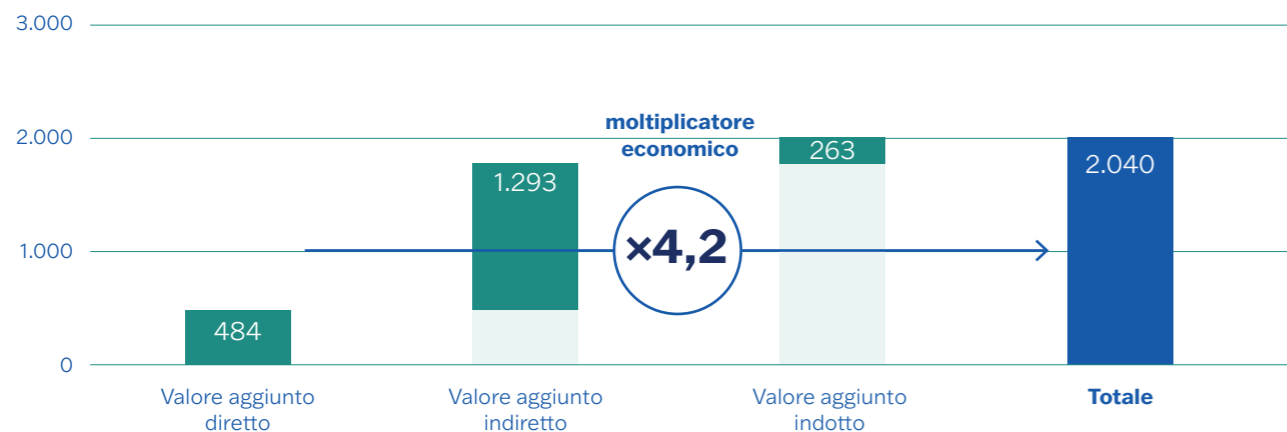 3.000
2.000
1.000
0
moltiplicatore
economico
×4,2
484
1.293
263
2.040
Valore aggiunto
diretto
Valore aggiunto
indiretto
Valore aggiunto
indotto
Totale